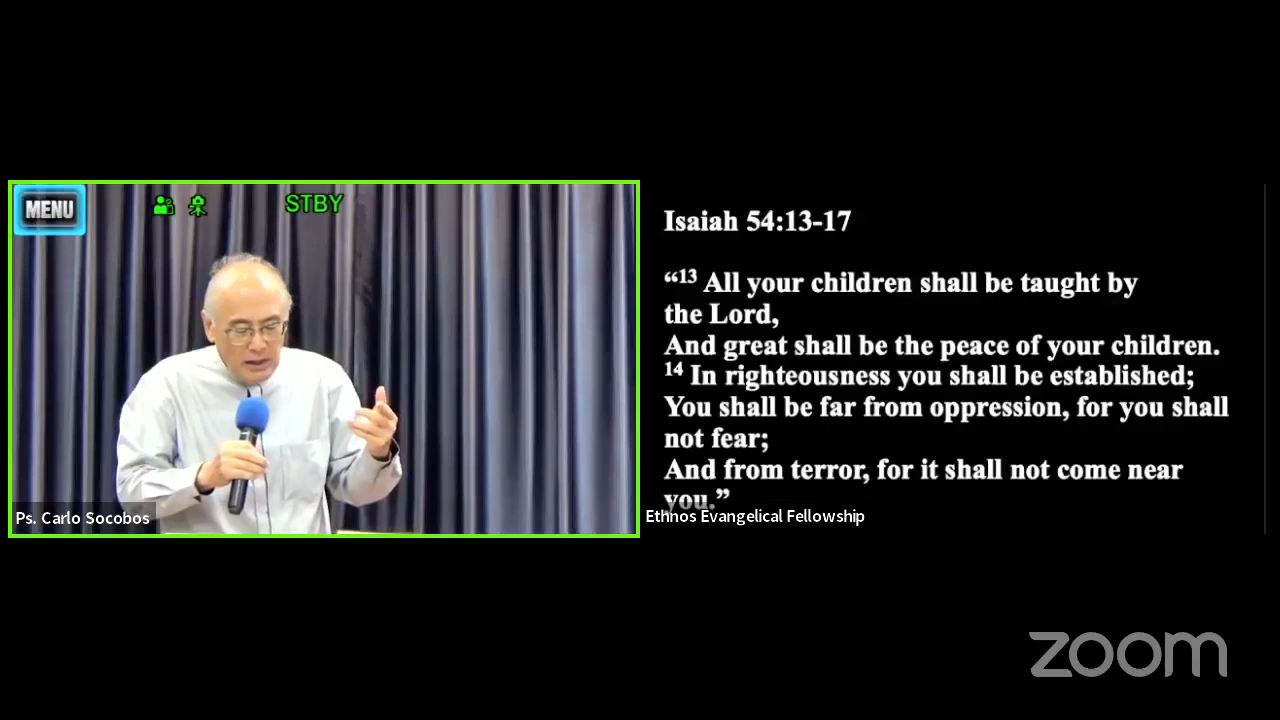 MENU
STBY
Ps. Carlo Socobos
Isaiah 54:13-17
“13 All your children shall be taught by
the Lord,
And great shall be the peace of your children.
14 In righteousness you shall be established;
You shall be far from oppression, for you shall
not fear;
And from terror, for it shall not come near
you.”
Ethnos Evangelical Fellowship
zoom